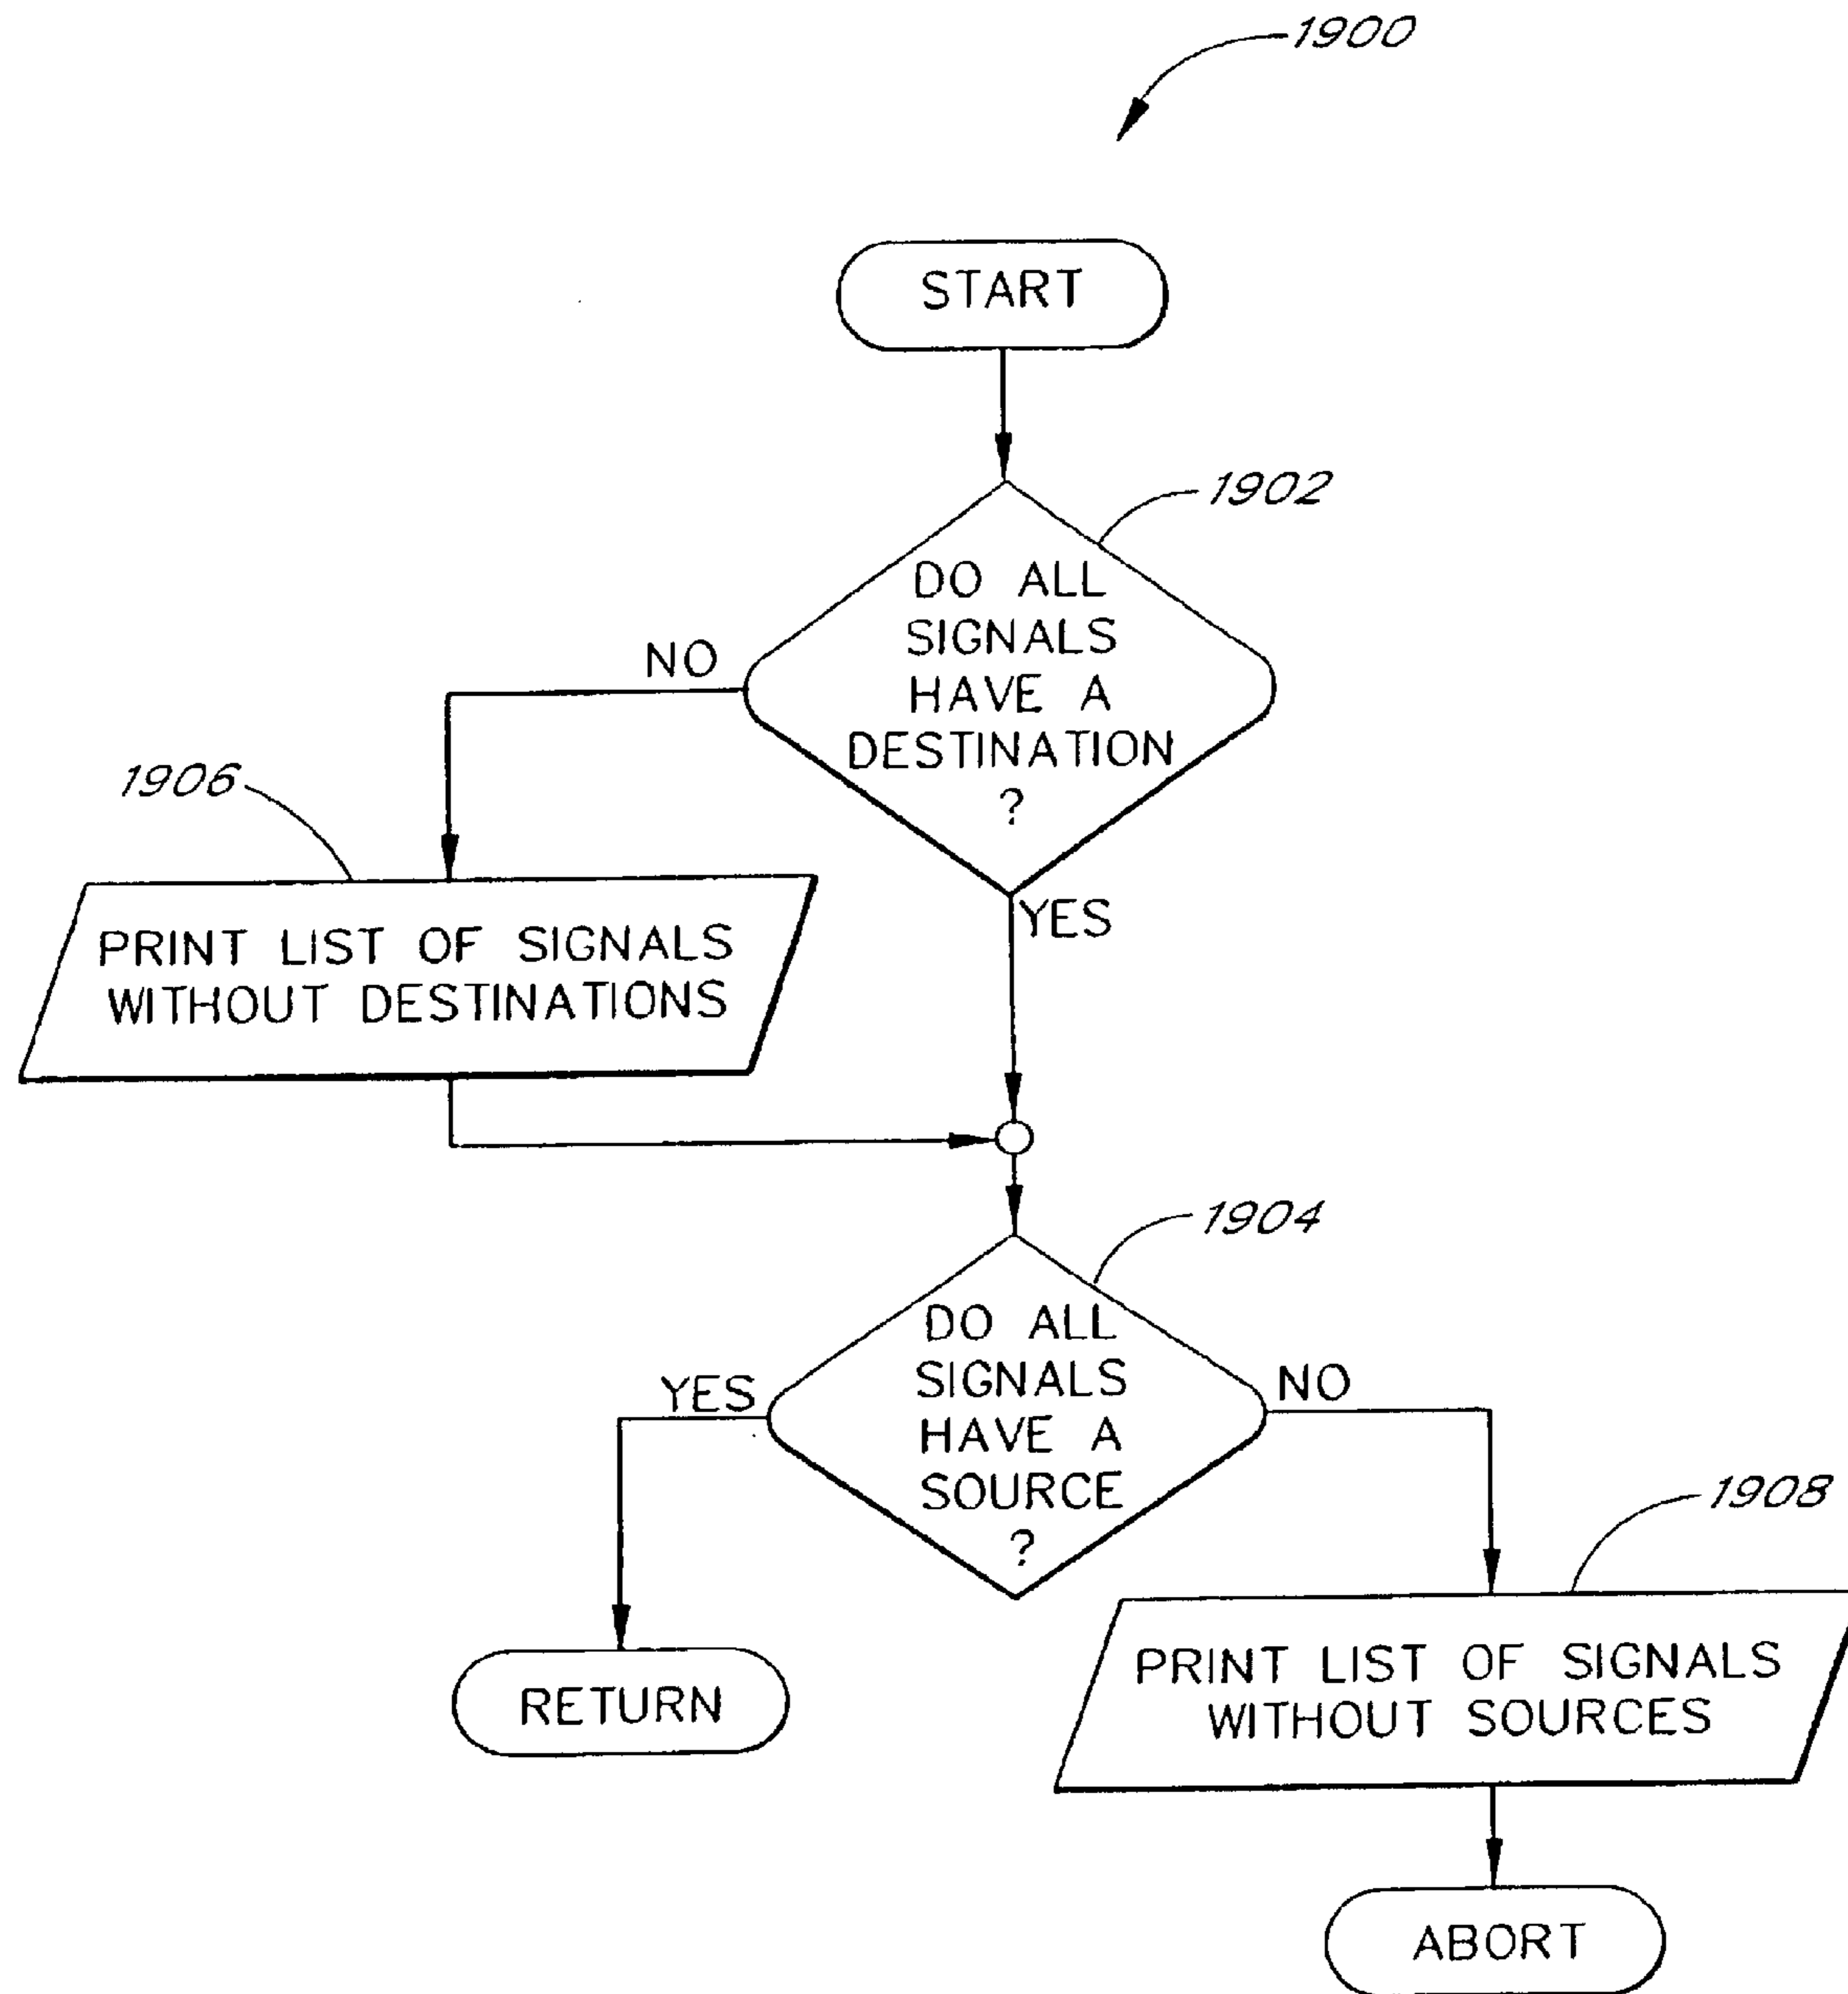 1900
START
1902
DO ALL
SIGNALS
HAVE A
DESTINATION
?
NO
YES
1906
PRINT LIST OF SIGNALS
WITHOUT DESTINATIONS
1904
DO ALL
SIGNALS
HAVE A
SOURCE
?
YES
NO
RETURN
1908
PRINT LIST OF SIGNALS
WITHOUT SOURCES
ABORT